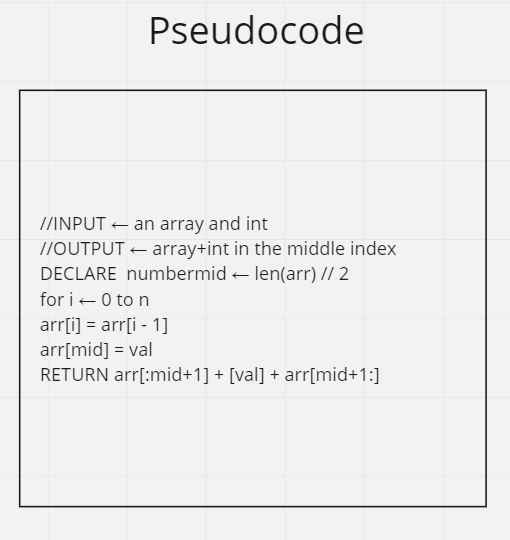 Pseudocode
//INPUT ← an array and int
//OUTPUT ← array+int in the middle index
DECLARE  numbermid ← len(arr) // 2
for i ← 0 to n
arr[i] = arr[i - 1]
arr[mid] = val
RETURN arr[:mid+1] + [val] + arr[mid+1:]